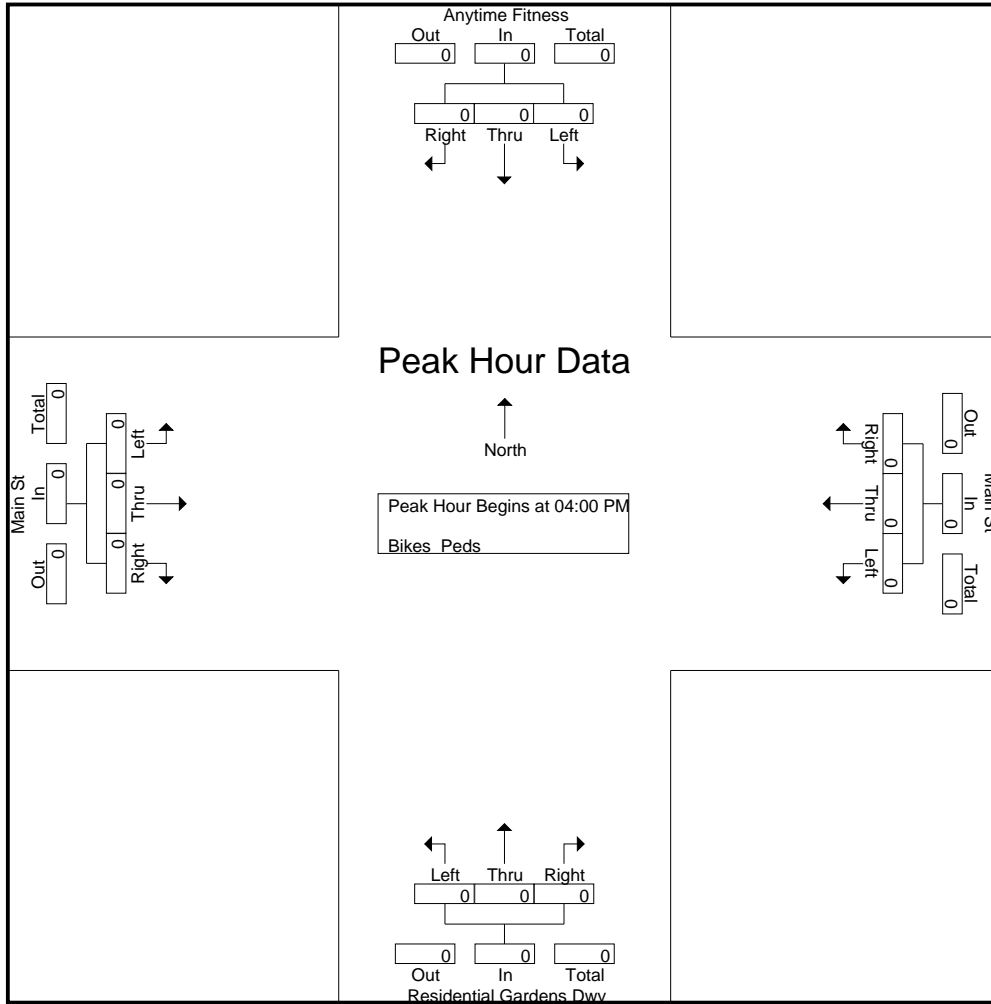 Anytime Fitness
Out In Total
0 0 0
0 0 0
Right Thru Left
Peak Hour Data
North
Peak Hour Begins at 04:00 PM
Bikes Peds
Main St
Total In Out
0 0 0
0 0 0
Left Thru Right
Main St
Out In Total
0 0 0
0 0 0
Right Thru Left
Left Thru Right
0 0 0
0 0 0
Out In Total
Residential Gardens Dwy